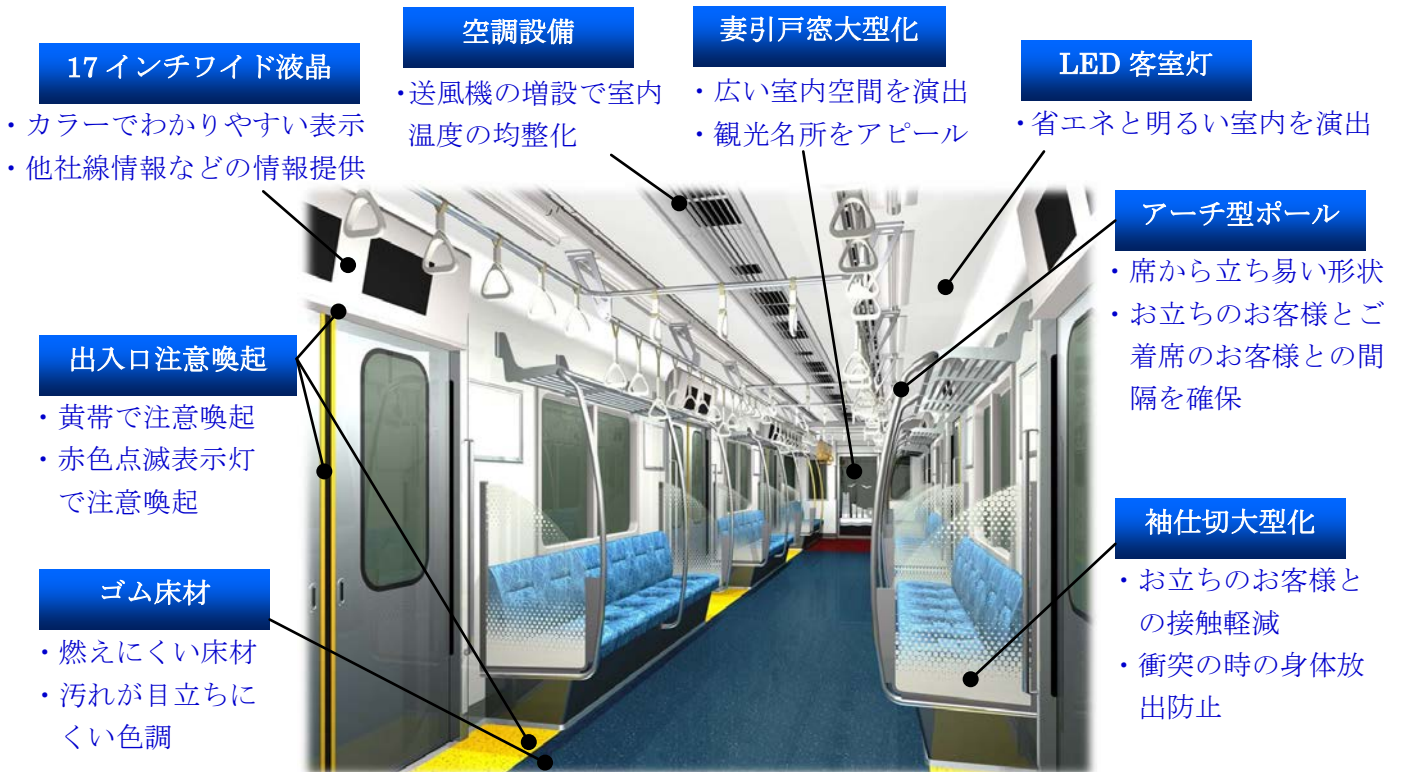 空調設備
・送風機の増設で室内
温度の均整化
妻引戸窓大型化
・広い室内空間を演出
・観光名所をアピール
17インチワイド液晶
・カラーでわかりやすい表示
・他社線情報などの情報提供
LED 客室灯
・省エネと明るい室内を演出
アーチ型ポール
・席から立ち易い形状
・お立ちのお客様とご
着席のお客様との間
隔を確保
出入口注意喚起
・黄帯で注意喚起
・赤色点滅表示灯
で注意喚起
袖仕切大型化
・お立ちのお客様と
の接触軽減
・衝突の時の身体放
出防止
ゴム床材
・燃えにくい床材
・汚れが目立ちに
くい色調